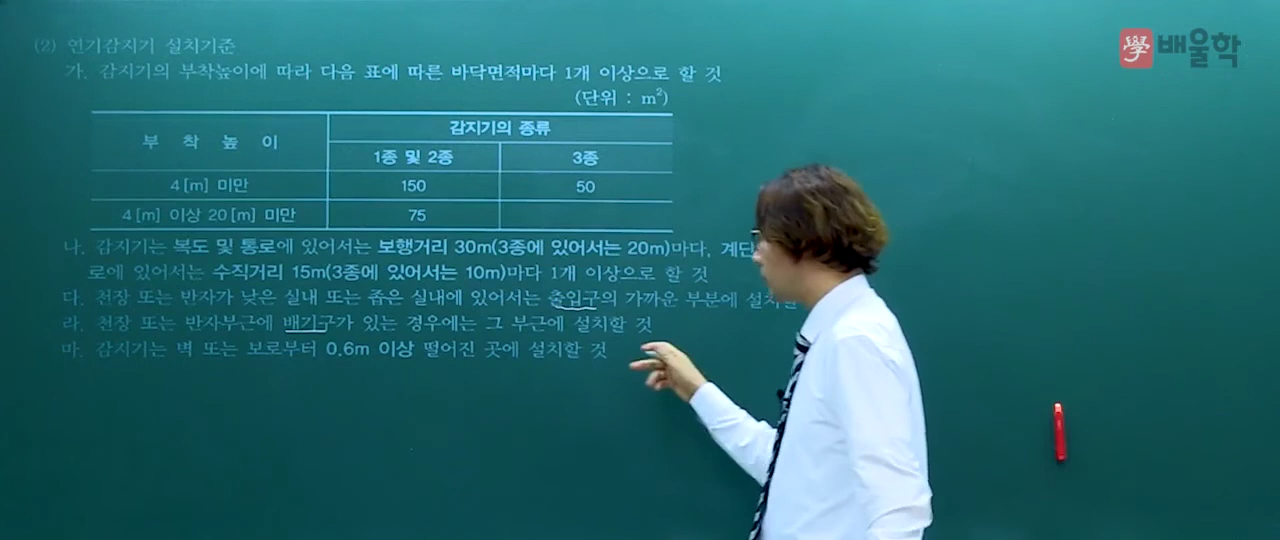 (2) 연기감지기 설치기준
學 배울학
가. 감지기의 부착높이에 따라 다음 표에 따른 바닥면적마다 1개 이상으로 할 것
(단위 : m²)
부 착 높 이
감지기의 종류
1종 및 2종 3종
4[m] 미만 150 50
4[m] 이상 20[m] 미만 75
나. 감지기는 복도 및 통로에 있어서는 보행거리 30m(3종에 있어서는 20m)마다, 계단
로에 있어서는 수직거리 15m(3종에 있어서는 10m)마다 1개 이상으로 할 것
다. 천장 또는 반자가 낮은 실내 또는 좁은 실내에 있어서는 출입구의 가까운 부분에 설치할
라. 천장 또는 반자부근에 배기구가 있는 경우에는 그 부근에 설치할 것
마. 감지기는 벽 또는 보로부터 0.6m 이상 떨어진 곳에 설치할 것